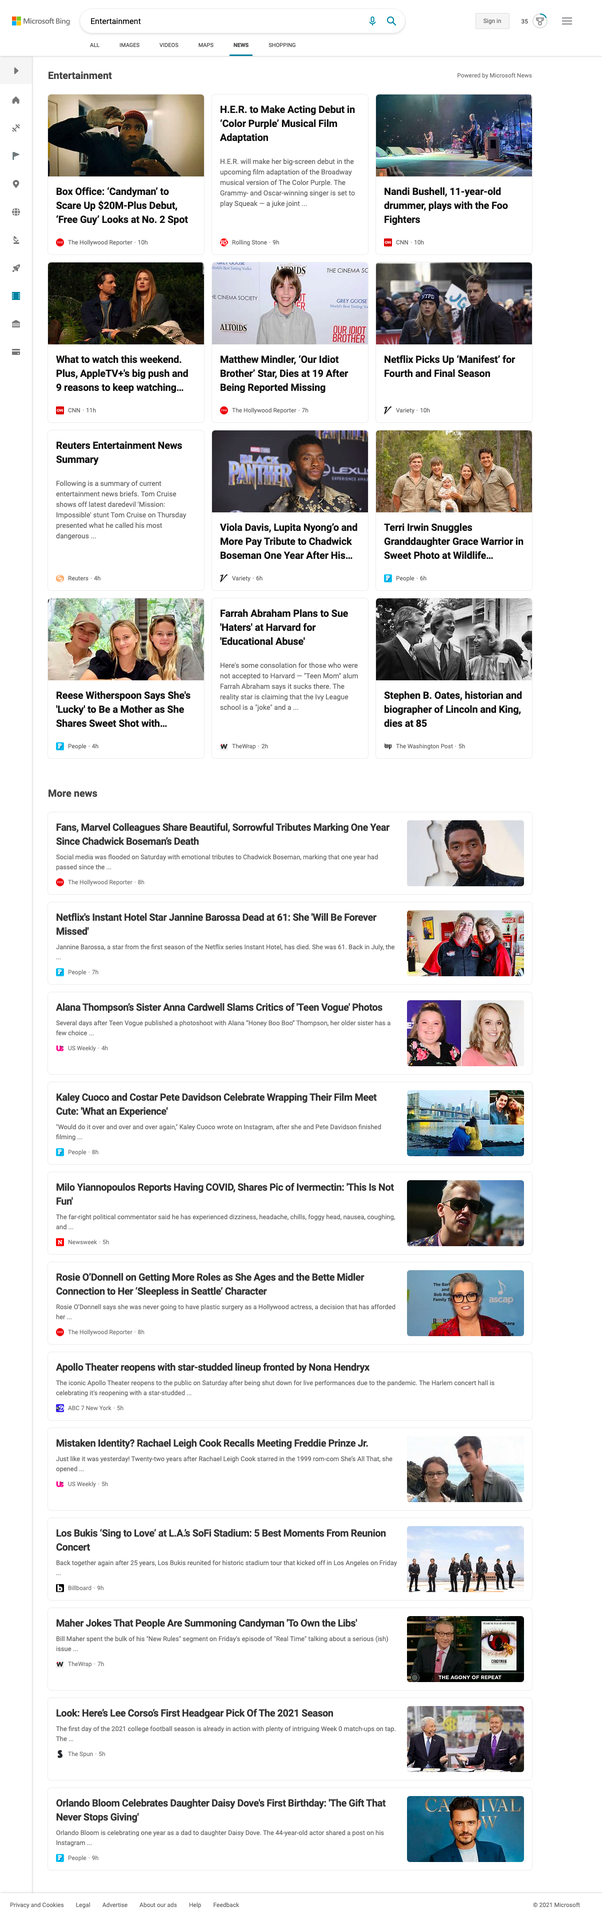 Microsoft Bing
Entertainment
Sign in
35
ALL
IMAGES
VIDEOS
MAPS
NEWS
SHOPPING
Entertainment
Powered by Microsoft News
Box Office: ‘Candyman’ to
Scare Up $20M-Plus Debut,
‘Free Guy’ Looks at No. 2 Spot
The Hollywood Reporter · 10h
H.E.R. to Make Acting Debut in
‘Color Purple’ Musical Film
Adaptation
H.E.R. will make her big-screen debut in the
upcoming film adaptation of the Broadway
musical version of The Color Purple. The
Grammy- and Oscar-winning singer is set to
play Squeak — a juke joint ...
Rolling Stone · 9h
Nandi Bushell, 11-year-old
drummer, plays with the Foo
Fighters
CNN · 10h
What to watch this weekend.
Plus, AppleTV+'s big push and
9 reasons to keep watching…
CNN · 11h
ALTOIDS
THE CINEMA SO
THE CINEMA SOCIETY
GREY GOOSE
ALTOIDS
OUR IDIOT
BROTHER
Matthew Mindler, ‘Our Idiot
Brother’ Star, Dies at 19 After
Being Reported Missing
The Hollywood Reporter · 7h
NYPD
Netflix Picks Up ‘Manifest’ for
Fourth and Final Season
Variety · 10h
Reuters Entertainment News
Summary
Following is a summary of current
entertainment news briefs. Tom Cruise
shows off latest daredevil 'Mission:
Impossible' stunt Tom Cruise on Thursday
presented what he called his most
dangerous ...
Reuters · 4h
BLACK
PANTHER
LEXUS
Viola Davis, Lupita Nyong’o and
More Pay Tribute to Chadwick
Boseman One Year After His…
Variety · 6h
Terri Irwin Snuggles
Granddaughter Grace Warrior in
Sweet Photo at Wildlife…
People · 6h
Reese Witherspoon Says She's
'Lucky' to Be a Mother as She
Shares Sweet Shot with…
People · 4h
Farrah Abraham Plans to Sue
'Haters' at Harvard for
'Educational Abuse'
Here's some consolation for those who were
not accepted to Harvard — "Teen Mom" alum
Farrah Abraham says it sucks there. The
reality star is claiming that the Ivy League
school is a "joke" and a ...
TheWrap · 2h
Stephen B. Oates, historian and
biographer of Lincoln and King,
dies at 85
The Washington Post · 5h
More news
Fans, Marvel Colleagues Share Beautiful, Sorrowful Tributes Marking One Year
Since Chadwick Boseman’s Death
Social media was flooded on Saturday with emotional tributes to Chadwick Boseman, marking that one year had
passed since the ...
The Hollywood Reporter · 8h
Netflix's Instant Hotel Star Jannine Barossa Dead at 61: She 'Will Be Forever
Missed'
Jannine Barossa, a star from the first season of the Netflix series Instant Hotel, has died. She was 61. Back in July, the
...
People · 7h
Alana Thompson’s Sister Anna Cardwell Slams Critics of ‘Teen Vogue’ Photos
Several days after Teen Vogue published a photoshoot with Alana “Honey Boo Boo” Thompson, her older sister has a
few choice ...
US Weekly · 4h
Kaley Cuoco and Costar Pete Davidson Celebrate Wrapping Their Film Meet
Cute: 'What an Experience'
"Would do it over and over and over again," Kaley Cuoco wrote on Instagram, after she and Pete Davidson finished
filming ...
People · 8h
Milo Yiannopoulos Reports Having COVID, Shares Pic of Ivermectin: 'This Is Not
Fun'
The far-right political commentator said he has experienced dizziness, headache, chills, foggy head, nausea, coughing,
and ...
Newsweek · 5h
Rosie O’Donnell on Getting More Roles as She Ages and the Bette Midler
Connection to Her ‘Sleepless in Seattle’ Character
Rosie O’Donnell says she was never going to have plastic surgery as a Hollywood actress, a decision that has afforded
her ...
The Hollywood Reporter · 8h
ascap
Apollo Theater reopens with star-studded lineup fronted by Nona Hendryx
The iconic Apollo Theater reopens to the public on Saturday after being shut down for live performances due to the pandemic. The Harlem concert hall is
celebrating it's reopening with a star-studded ...
ABC 7 New York · 5h
Mistaken Identity? Rachael Leigh Cook Recalls Meeting Freddie Prinze Jr.
Just like it was yesterday! Twenty-two years after Rachael Leigh Cook starred in the 1999 rom-com She’s All That, she
opened ...
US Weekly · 5h
Los Bukis ‘Sing to Love’ at L.A.’s SoFi Stadium: 5 Best Moments From Reunion
Concert
Back together again after 25 years, Los Bukis reunited for historic stadium tour that kicked off in Los Angeles on Friday
...
Billboard · 9h
Maher Jokes That People Are Summoning Candyman 'To Own the Libs'
Bill Maher spent the bulk of his "New Rules" segment on Friday's episode of "Real Time" talking about a serious (ish)
issue ...
TheWrap · 7h
THE AGONY OF REPEAT
Look: Here’s Lee Corso’s First Headgear Pick Of The 2021 Season
The first day of the 2021 college football season is already in action with plenty of intriguing Week 0 match-ups on tap.
The ...
The Spun · 5h
Orlando Bloom Celebrates Daughter Daisy Dove's First Birthday: 'The Gift That
Never Stops Giving'
Orlando Bloom is celebrating one year as a dad to daughter Daisy Dove. The 44-year-old actor shared a post on his
Instagram ...
People · 9h
Privacy and Cookies
Legal
Advertise
About our ads
Help
Feedback
© 2021 Microsoft